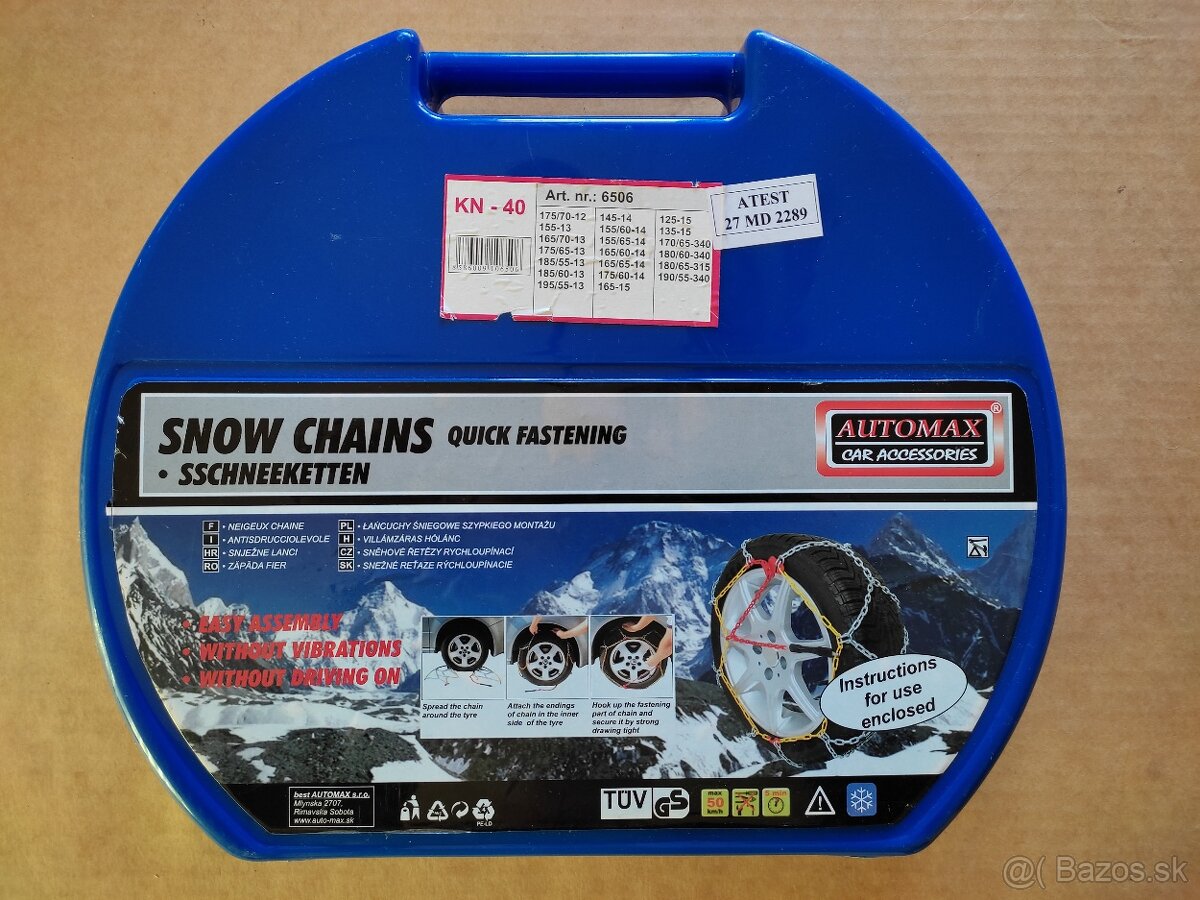 KN - 40
Art. nr.: 6506
175/70-12
155-13
165/70-13
175/65-13
185/55-13
185/60-13
195/55-13
145-14
155/60-14
155/65-14
165/60-14
165/65-14
175/60-14
165-15
125-15
135-15
170/65-340
180/60-340
180/65-315
190/55-340
ATEST
27 MD 2289
SNOW CHAINS QUICK FASTENING
• SSCHNEEKETTEN
AUTOMAX ®
CAR ACCESSORIES
F • NEIGEUX CHAINE
I • ANTISDRUCCIOLEVOLE
HR • SNJEŽNE LANCI
RO • ZÁPADA FIER
PL • ŁAŃCUCHY ŚNIEGOWE SZYPKIEGO MONTAŻU
H • VILLÁMZÁRAS HÓLÁNC
CZ • SNĚHOVÉ ŘETĚZY RYCHLOUPÍNACÍ
SK • SNEŽNÉ REŤAZE RÝCHLOUPÍNACIE
• EASY ASSEMBLY
• WITHOUT VIBRATIONS
• WITHOUT DRIVING ON
Spread the chain
around the tyre
Attach the endings
of chain in the inner
side of the tyre
Hook up the fastening
part of chain and
secure it by strong
drawing tight
Instructions
for use
enclosed
best AUTOMAX s.r.o.
Mlynska 2707,
Rimavska Sobota
www.auto-max.sk
PE-LD
TÜV GS
max
50
km/h
5 min
@( Bazos.sk